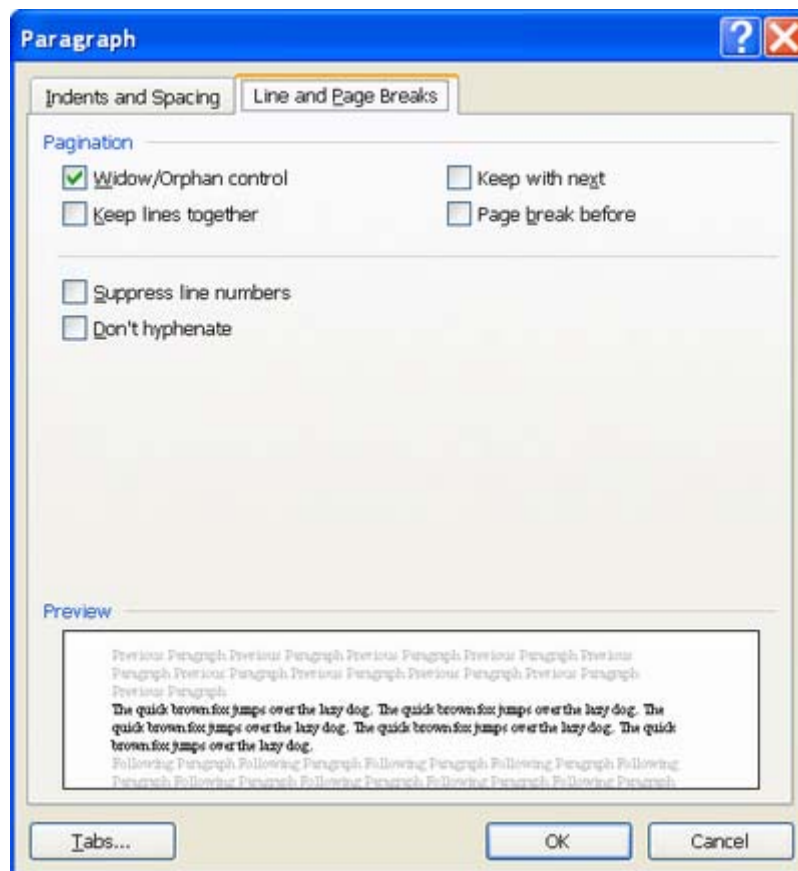 Paragraph
Indents and Spacing Line and Page Breaks
Pagination
Widow/Orphan control Keep with next
Keep lines together Page break before
Suppress line numbers
Don't hyphenate
Preview
Previous Paragraph Previous Paragraph Previous Paragraph Previous Paragraph Previous
Paragraph Previous Paragraph Previous Paragraph Previous Paragraph Previous Paragraph
Previous Paragraph
The quick brown fox jumps over the lazy dog. The quick brown fox jumps over the lazy dog. The
quick brown fox jumps over the lazy dog. The quick brown fox jumps over the lazy dog. The quick
brown fox jumps over the lazy dog.
Following Paragraph Following Paragraph Following Paragraph Following Paragraph Following
Paragraph Following Paragraph Following Paragraph Following Paragraph Following Paragraph
Tabs... OK Cancel